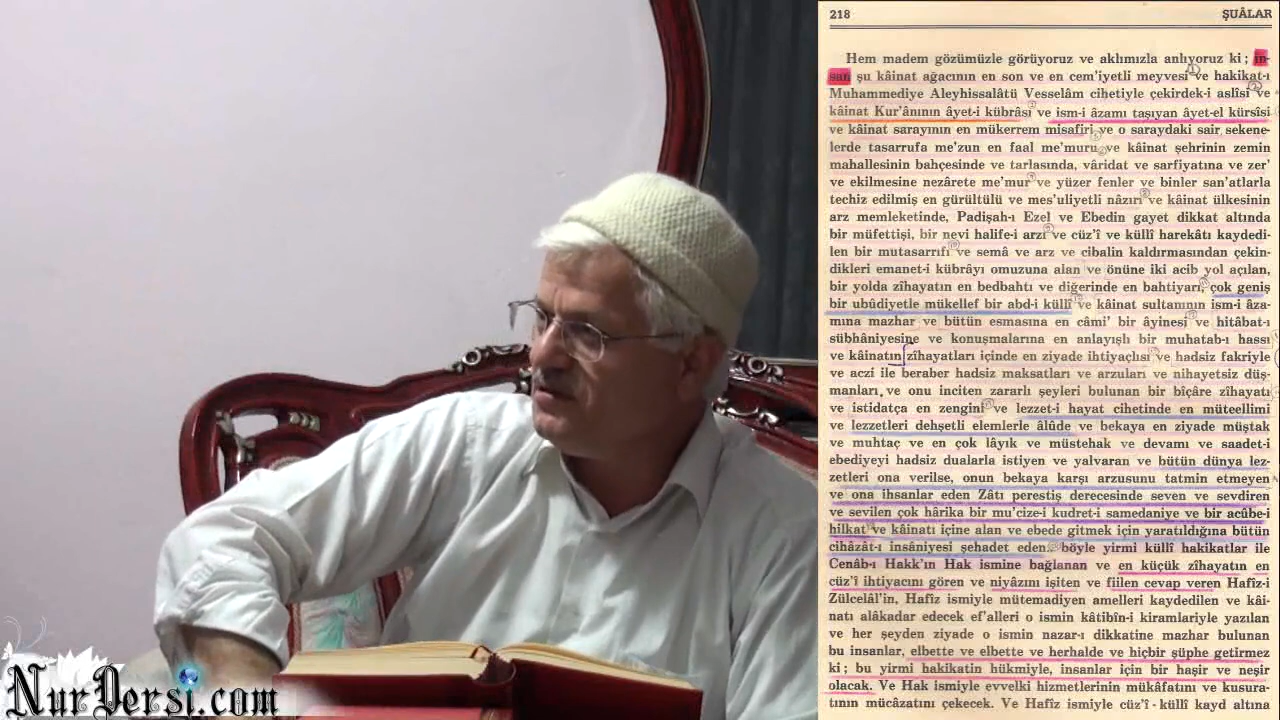 218 ŞUÂLAR
Hem madem gözümüzle görüyoruz ve aklımızla anlıyoruz ki; in-
san şu kâinat ağacının en son ve en cem'iyetli meyvesi ve hakikat-ı
Muhammediye Aleyhissalâtü Vesselâm cihetiyle çekirdek-i aslîsi ve
kâinat Kur'ânının âyet-i kübrâsı ve ism-i âzamı taşıyan âyet-el kürsîsi
ve kâinat sarayının en mükerrem misafiri ve o saraydaki sair sekene-
lerde tasarrufa me'zun en faal me'muru ve kâinat şehrinin zemin
mahallesinin bahçesinde ve tarlasında, vâridat ve sarfiyatına ve zer'
ve ekilmesine nezârete me'mur ve yüzer fenler ve binler san'atlarla
techiz edilmiş en gürültülü ve mes'uliyetli nâzırı ve kâinat ülkesinin
arz memleketinde, Padişah-ı Ezel ve Ebedin gayet dikkat altında
bir müfettişi, bir nevi halife-i arzı ve cüz'î ve küllî harekâtı kaydedi-
len bir mutasarrıfı ve semâ ve arz ve cibalin kaldırmasından çekin-
dikleri emanet-i kübrâyı omuzuna alan ve önüne iki acib yol açılan,
bir yolda zîhayatın en bedbahtı ve diğerinde en bahtiyarı, çok geniş
bir ubûdiyetle mükellef bir abd-i küllî ve kâinat sultanının ism-i âza-
mına mazhar ve bütün esmasına en câmi' bir âyinesi ve hitâbat-ı
sübhâniyesine ve konuşmalarına en anlayışlı bir muhatab-ı hassı
ve kâinatın zîhayatları içinde en ziyade ihtiyaçlısı ve hadsiz fakriyle
ve aczi ile beraber hadsiz maksatları ve arzuları ve nihayetsiz düş-
manları, ve onu inciten zararlı şeyleri bulunan bir bîçâre zîhayatı
ve istidatça en zengini ve lezzet-i hayat cihetinde en müteellimi
ve lezzetleri dehşetli elemlerle âlûde ve bekaya en ziyade müştak
ve muhtaç ve en çok lâyık ve müstehak ve devamı ve saadet-i
ebediyeyi hadsiz dualarla istiyen ve yalvaran ve bütün dünya lez-
zetleri ona verilse, onun bekaya karşı arzusunu tatmin etmeyen
ve ona ihsanlar eden Zâtı perestiş derecesinde seven ve sevdiren
ve sevilen çok hârika bir mu'cize-i kudret-i samedaniye ve bir acûbe-i
hilkat ve kâinatı içine alan ve ebede gitmek için yaratıldığına bütün
cihâzât-ı insâniyesi şehadet eden.. böyle yirmi küllî hakikatlar ile
Cenâb-ı Hakk'ın Hak ismine bağlanan ve en küçük zîhayatın en
cüz'î ihtiyacını gören ve niyâzını işiten ve fiilen cevap veren Hafîz-i
Zülcelâl'in, Hafîz ismiyle mütemadiyen amelleri kaydedilen ve kâi-
natı alâkadar edecek ef'alleri o ismin kâtibîn-i kiramlariyle yazılan
ve her şeyden ziyade o ismin nazar-ı dikkatine mazhar bulunan
bu insanlar, elbette ve elbette ve herhalde ve hiçbir şüphe getirmez
ki; bu yirmi hakikatin hükmiyle, insanlar için bir haşir ve neşir
olacak. Ve Hak ismiyle evvelki hizmetlerinin mükâfatını ve kusura-
tının mücâzatını çekecek. Ve Hafîz ismiyle cüz'î - küllî kayd altına
NurDersi.com